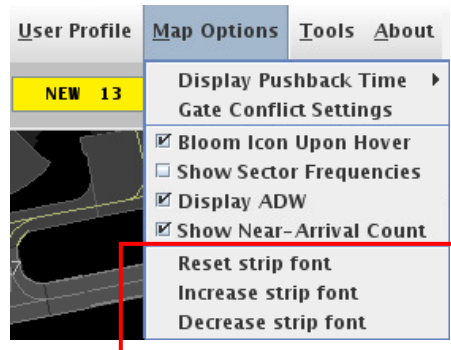 User Profile Map Options Tools About
NEW 13
Display Pushback Time
Gate Conflict Settings
Bloom Icon Upon Hover
Show Sector Frequencies
Display ADW
Show Near-Arrival Count
Reset strip font
Increase strip font
Decrease strip font